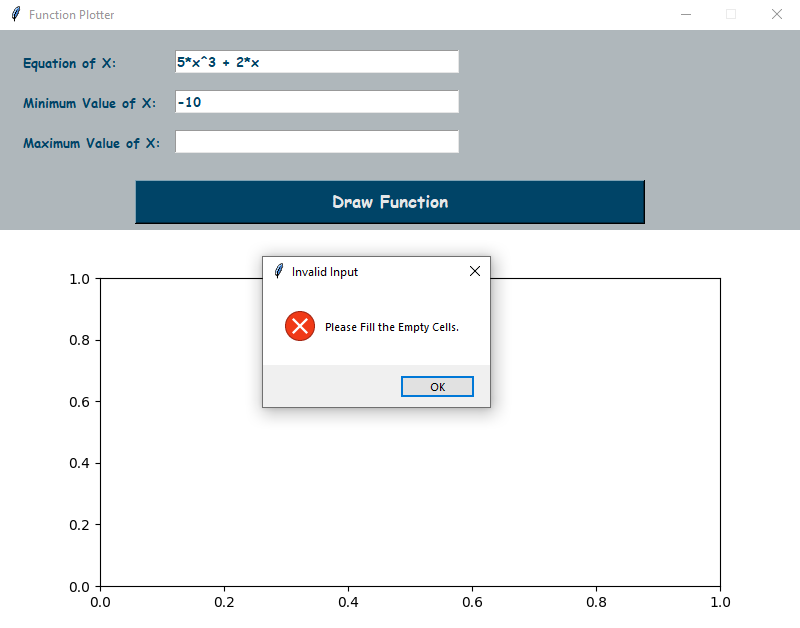 Function Plotter
Equation of X: 5*x^3 + 2*x
Minimum Value of X: -10
Maximum Value of X:
Draw Function
Invalid Input
Please Fill the Empty Cells.
OK
1.0
0.8
0.6
0.4
0.2
0.0
0.0 0.2 0.4 0.6 0.8 1.0